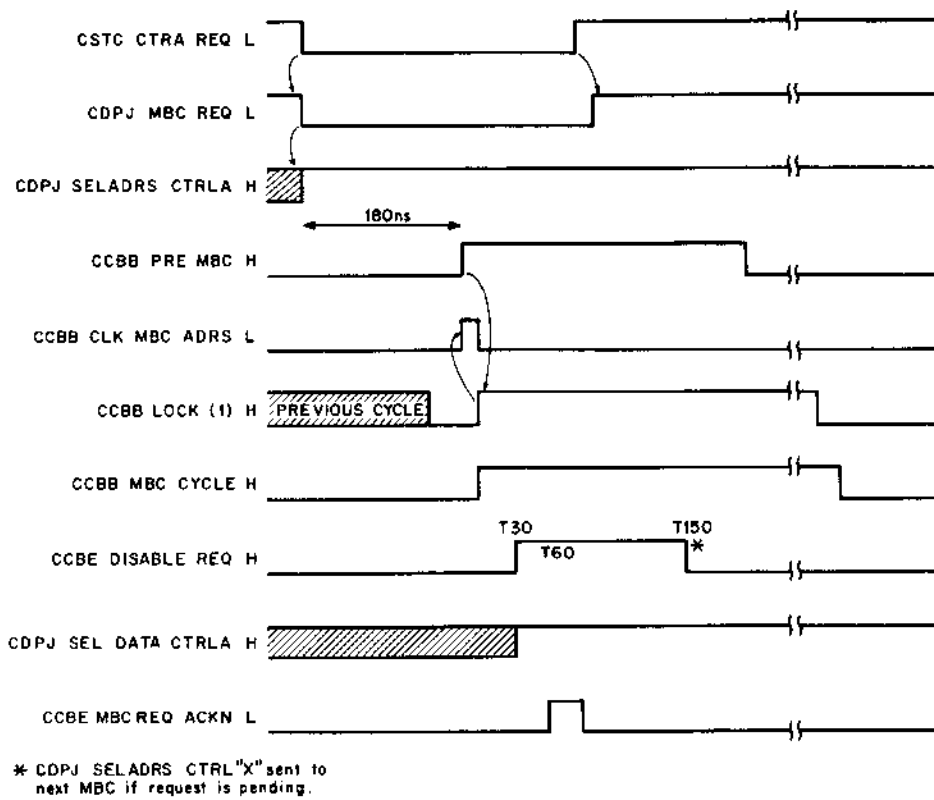 CSTC CTRA REQ L
CDPJ MBC REQ L
CDPJ SELADRS CTRLA H
180ns
CCBB PRE MBC H
CCBB CLK MBC ADRS L
CCBB LOCK (1) H
PREVIOUS CYCLE
CCBB MBC CYCLE H
T30
T150
CCBE DISABLE REQ H
T60
*
CDPJ SEL DATA CTRLA H
CCBE MBC REQ ACKN L
* CDPJ SELADRS CTRL"X" sent to
next MBC if request is pending.